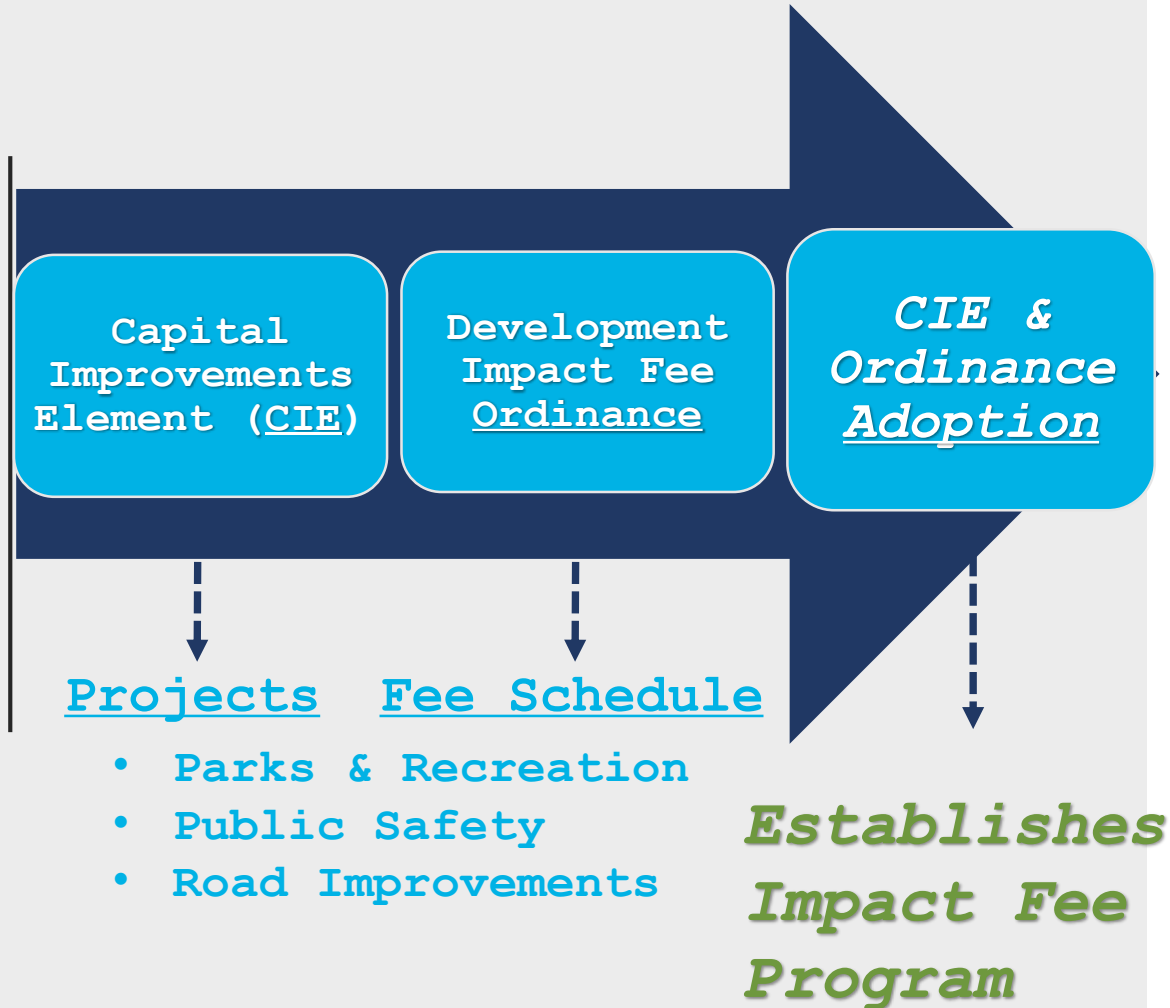 Capital
Improvements
Element (CIE)
Development
Impact Fee
Ordinance
CIE &
Ordinance
Adoption
Projects
Fee Schedule
• Parks & Recreation
• Public Safety
• Road Improvements
Establishes
Impact Fee
Program